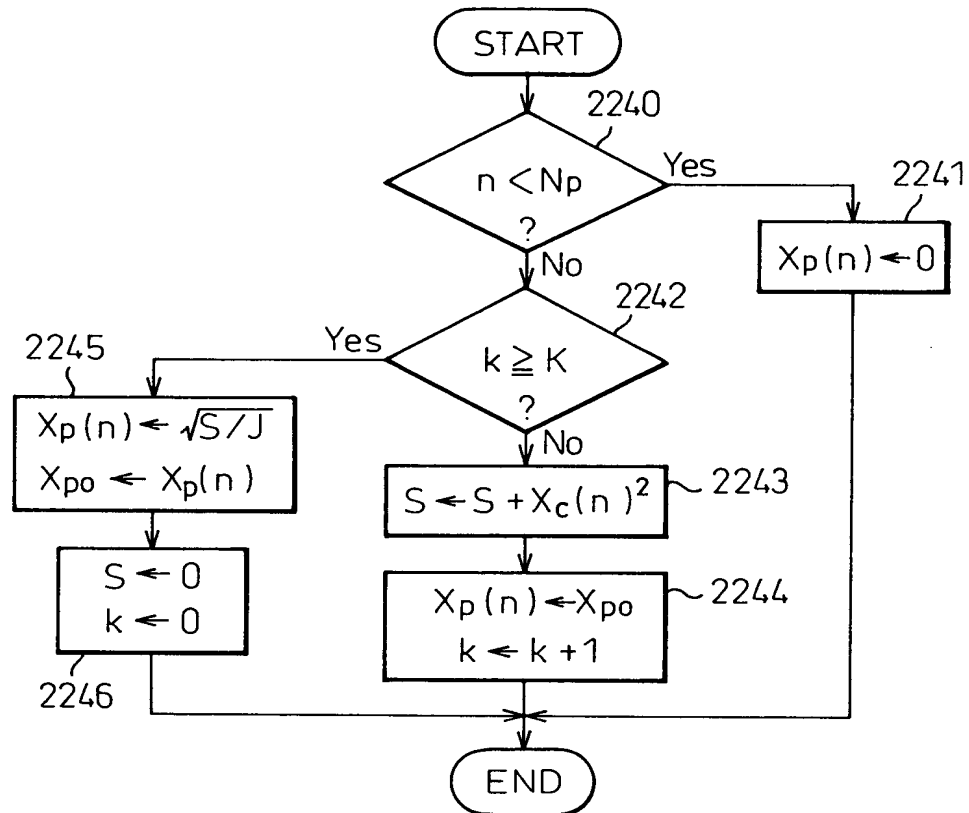 START
2240
n < Np
?
Yes
No
2241
Xp(n) ← 0
2242
k ≧ K
?
Yes
No
2245
Xp(n) ← √S/J
Xpo ← Xp(n)
2243
S ← S + Xc(n)²
S ← 0
k ← 0
2246
2244
Xp(n) ← Xpo
k ← k + 1
END